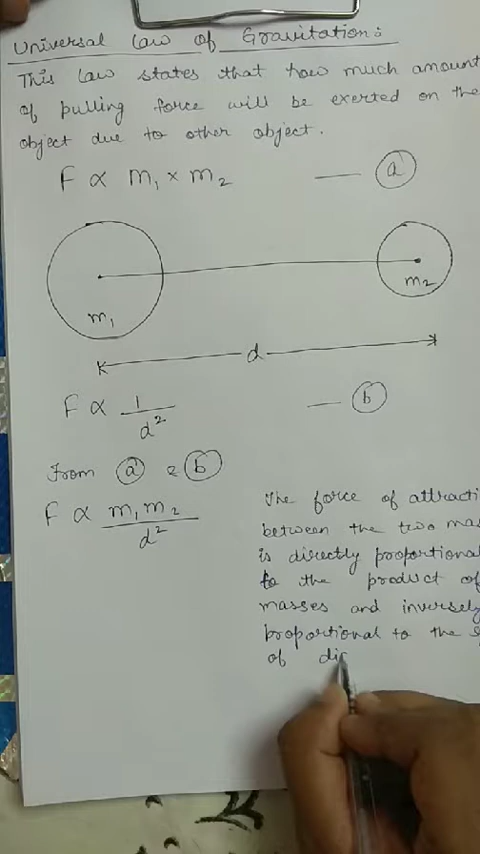 Universal Law of Gravitation:
This Law states that how much amount
of pulling force will be exerted on the
object due to other object.
F ∝ m₁ × m₂ — (a)
m₁
m₂
d
F ∝ 1/d² — (b)
From (a) & (b)
F ∝ m₁m₂/d²
The force of attracti
between the two mas
is directly proportional
to the product of
masses and inversely
proportional to the s
of dis